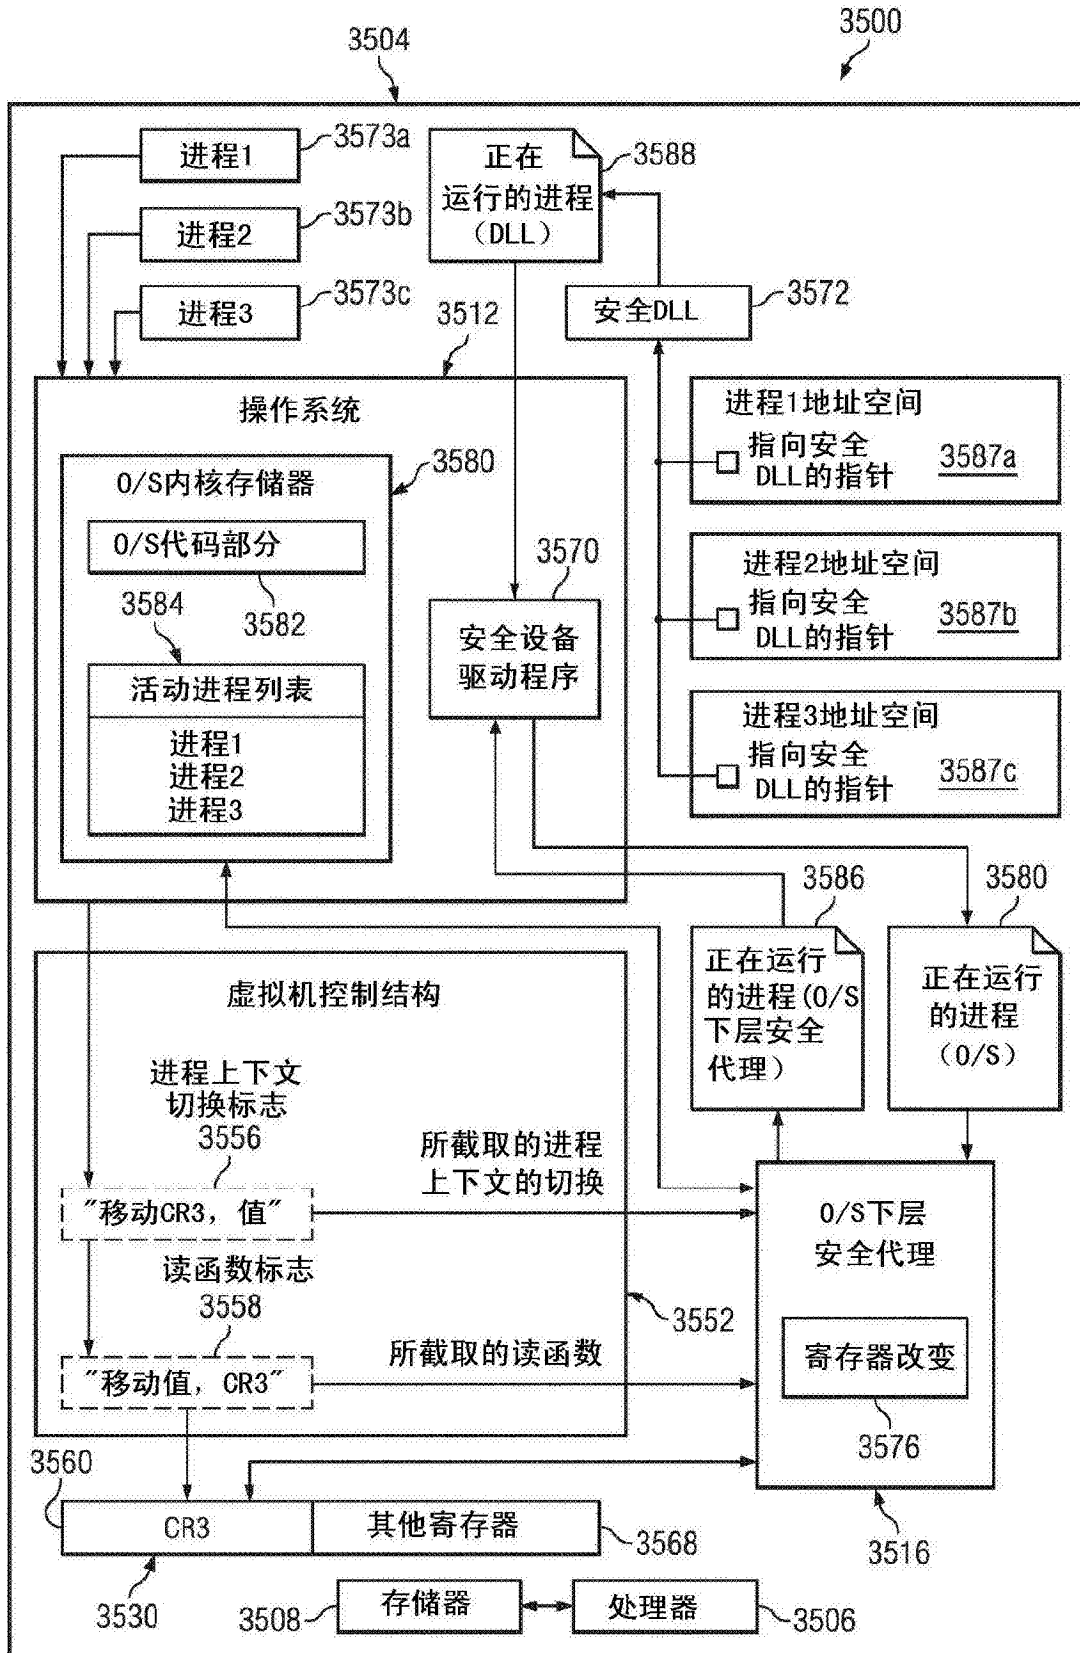 3500
3504
进程1
3573a
进程2
3573b
进程3
3573c
正在
运行的进程
（DLL）
3588
安全DLL
3572
3512
操作系统
O/S内核存储器
3580
O/S代码部分
3582
3584
活动进程列表
进程1
进程2
进程3
3570
安全设备
驱动程序
进程1地址空间
指向安全
DLL的指针
3587a
进程2地址空间
指向安全
DLL的指针
3587b
进程3地址空间
指向安全
DLL的指针
3587c
3586
正在运行
的进程(O/S
下层安全
代理）
3580
正在运行
的进程
（O/S）
虚拟机控制结构
进程上下文
切换标志
3556
"移动CR3，值"
所截取的进程
上下文的切换
读函数标志
3558
"移动值，CR3"
所截取的读函数
3552
O/S下层
安全代理
寄存器改变
3576
3516
3560
CR3
其他寄存器
3568
3530
3508
存储器
处理器
3506